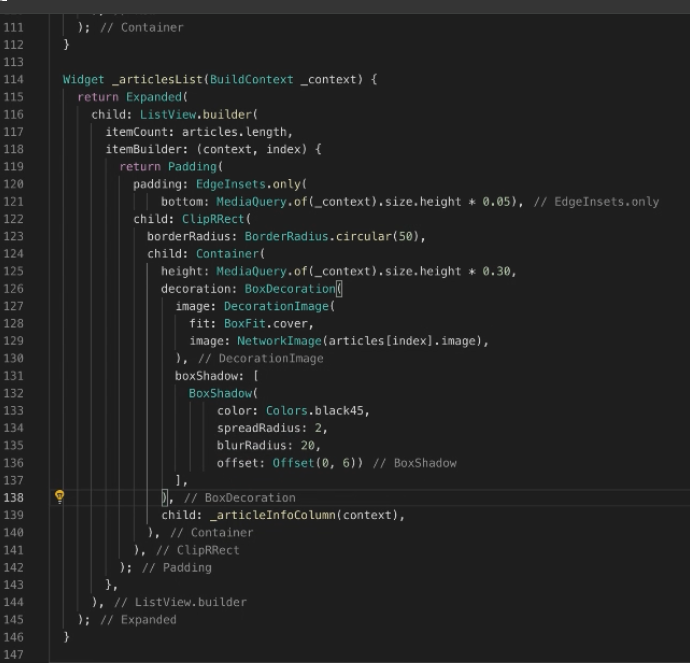 111 ); // Container
112 }
113
114 Widget _articlesList(BuildContext _context) {
115 return Expanded(
116 child: ListView.builder(
117 itemCount: articles.length,
118 itemBuilder: (context, index) {
119 return Padding(
120 padding: EdgeInsets.only(
121 bottom: MediaQuery.of(_context).size.height * 0.05), // EdgeInsets.only
122 child: ClipRRect(
123 borderRadius: BorderRadius.circular(50),
124 child: Container(
125 height: MediaQuery.of(_context).size.height * 0.30,
126 decoration: BoxDecoration(
127 image: DecorationImage(
128 fit: BoxFit.cover,
129 image: NetworkImage(articles[index].image),
130 ), // DecorationImage
131 boxShadow: [
132 BoxShadow(
133 color: Colors.black45,
134 spreadRadius: 2,
135 blurRadius: 20,
136 offset: Offset(0, 6)) // BoxShadow
137 ],
138 ), // BoxDecoration
139 child: _articleInfoColumn(context),
140 ), // Container
141 ), // ClipRRect
142 ); // Padding
143 },
144 ), // ListView.builder
145 ); // Expanded
146 }
147